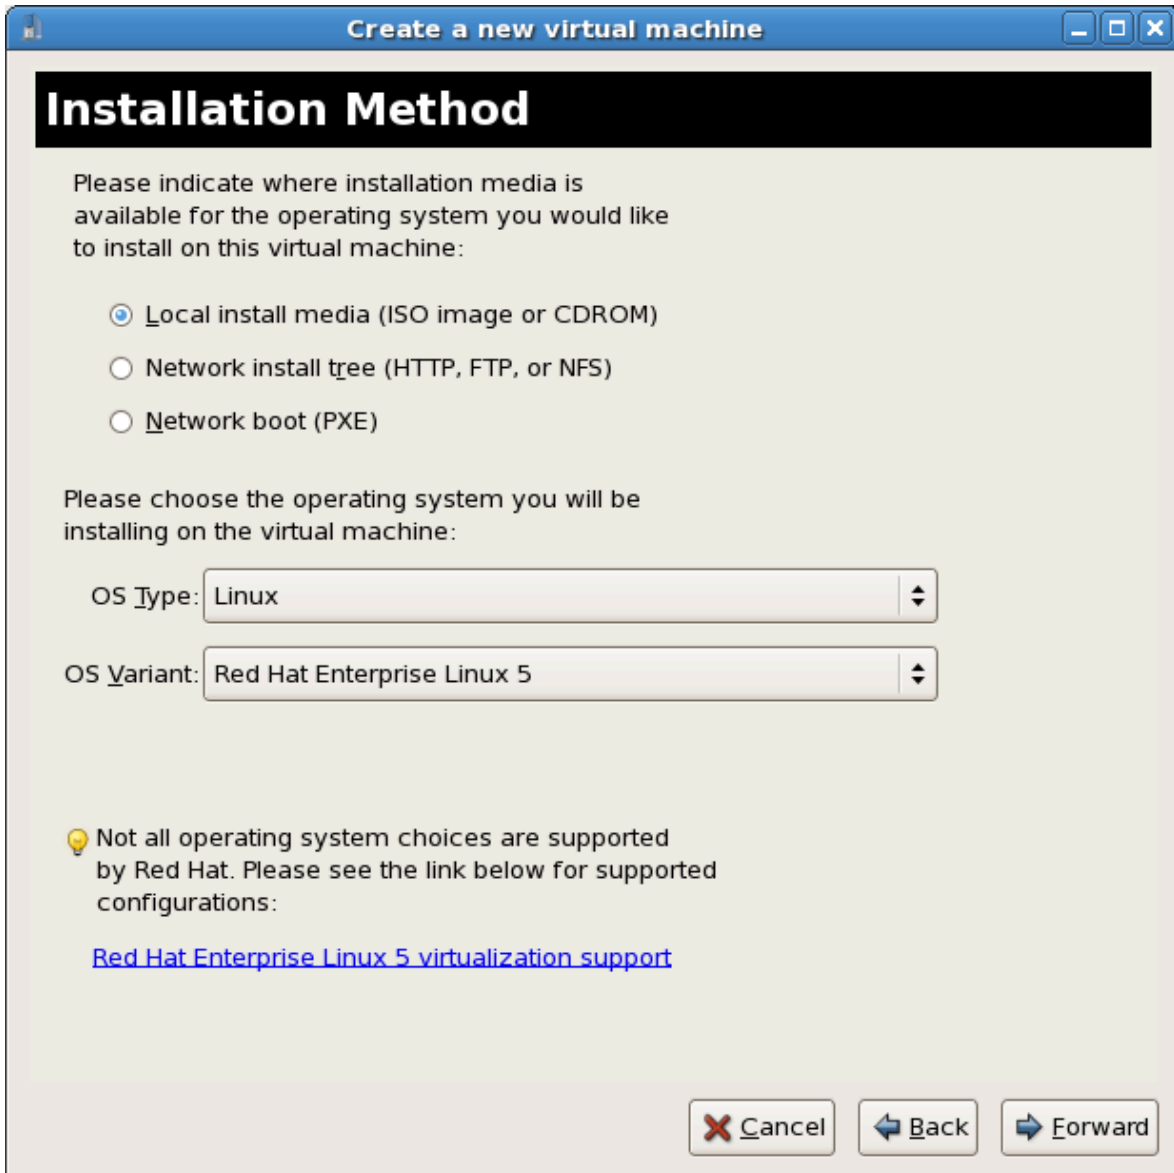 Create a new virtual machine
Installation Method
Please indicate where installation media is
available for the operating system you would like
to install on this virtual machine:
Local install media (ISO image or CDROM)
Network install tree (HTTP, FTP, or NFS)
Network boot (PXE)
Please choose the operating system you will be
installing on the virtual machine:
OS Type: Linux
OS Variant: Red Hat Enterprise Linux 5
Not all operating system choices are supported
by Red Hat. Please see the link below for supported
configurations:
Red Hat Enterprise Linux 5 virtualization support
Cancel Back Forward